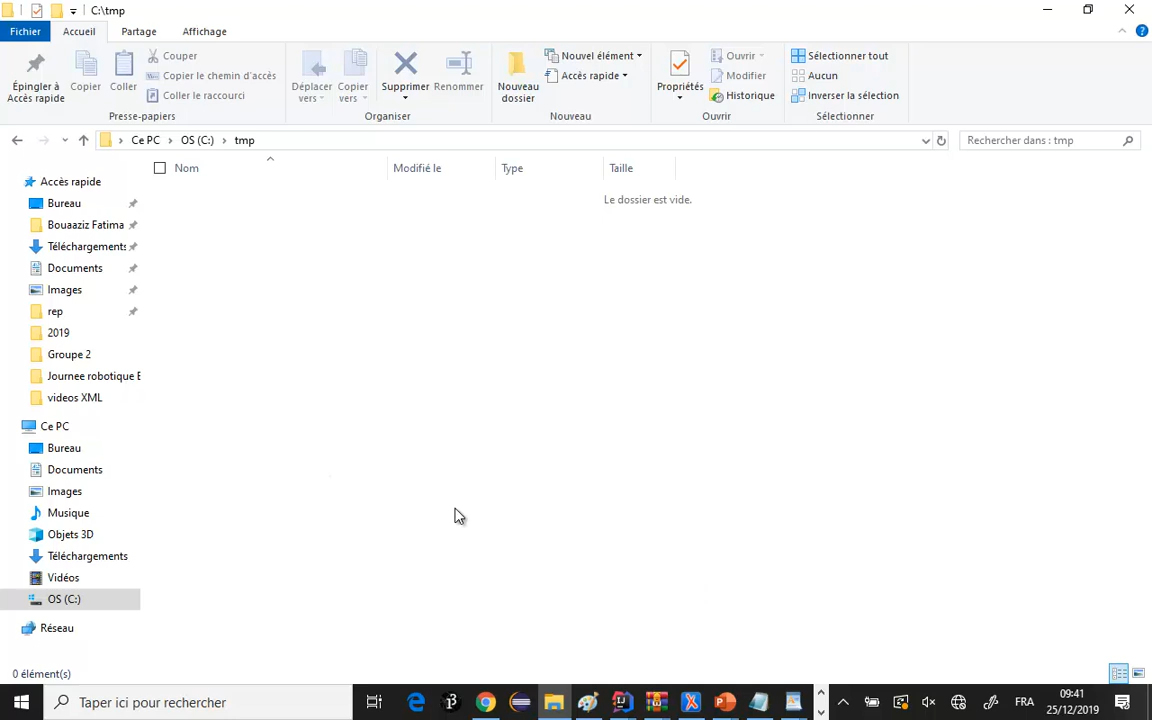 C:\tmp
Fichier Accueil Partage Affichage
Épingler à Accès rapide
Copier
Coller
Couper
Copier le chemin d'accès
Coller le raccourci
Déplacer vers
Copier vers
Supprimer
Renommer
Nouveau dossier
Nouvel élément
Accès rapide
Propriétés
Ouvrir
Modifier
Historique
Sélectionner tout
Aucun
Inverser la sélection
Presse-papiers Organiser Nouveau Ouvrir Sélectionner
Ce PC OS (C:) tmp
Rechercher dans : tmp
Nom Modifié le Type Taille
Le dossier est vide.
Accès rapide
Bureau
Bouaaziz Fatima
Téléchargements
Documents
Images
rep
2019
Groupe 2
Journee robotique E
videos XML
Ce PC
Bureau
Documents
Images
Musique
Objets 3D
Téléchargements
Vidéos
OS (C:)
Réseau
0 élément(s)
Taper ici pour rechercher
FRA
09:41
25/12/2019